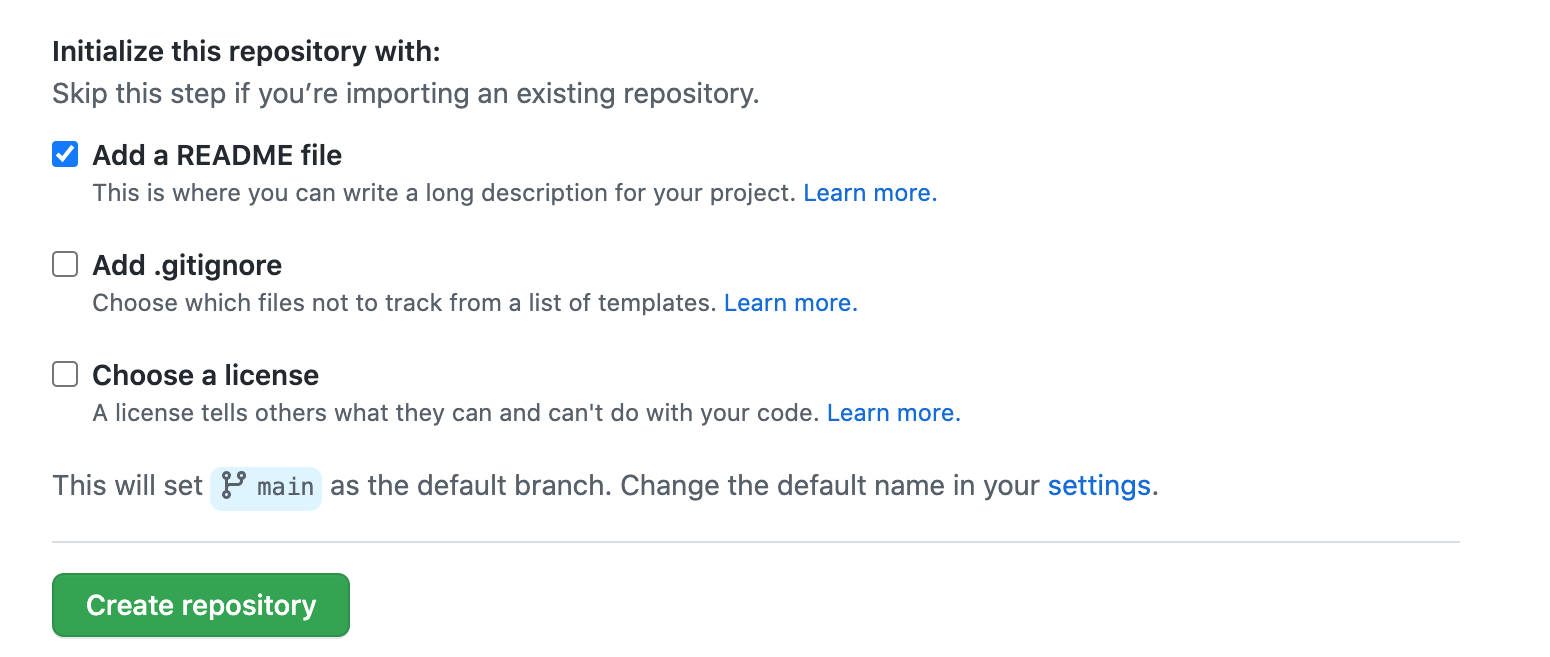 Initialize this repository with:
Skip this step if you’re importing an existing repository.
Add a README file
This is where you can write a long description for your project. Learn more.
Add .gitignore
Choose which files not to track from a list of templates. Learn more.
Choose a license
A license tells others what they can and can't do with your code. Learn more.
This will set main as the default branch. Change the default name in your settings.
Create repository